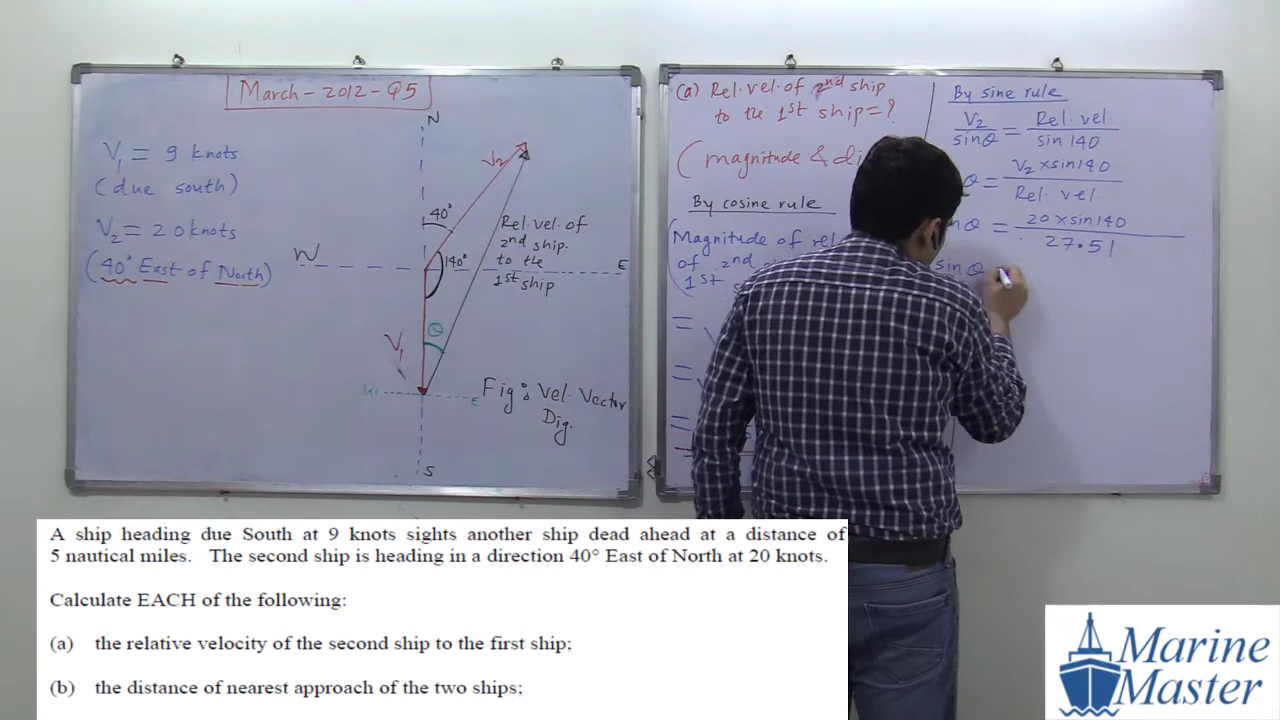 March-2012-Q5
V1 = 9 knots
(due south)
V2 = 20 knots
(40° East of North)
N
V2
40°
140°
W
E
Rel. vel. of
2nd ship
to the
1st ship
θ
V1
W
E
S
Fig: Vel. Vector
Dig.
(a) Rel. vel. of 2nd ship
to the 1st ship = ?
(magnitude &
By cosine rule
(Magnitude of
of 2nd
1st
=
=
=
By sine rule
V2/sinθ = Rel. vel./sin 140
θ = V2 x sin 140/Rel. vel.
θ = 20 x sin 140/27.51
sin θ
A ship heading due South at 9 knots sights another ship dead ahead at a distance of
5 nautical miles. The second ship is heading in a direction 40° East of North at 20 knots.
Calculate EACH of the following:
(a) the relative velocity of the second ship to the first ship;
(b) the distance of nearest approach of the two ships;
Marine
Master